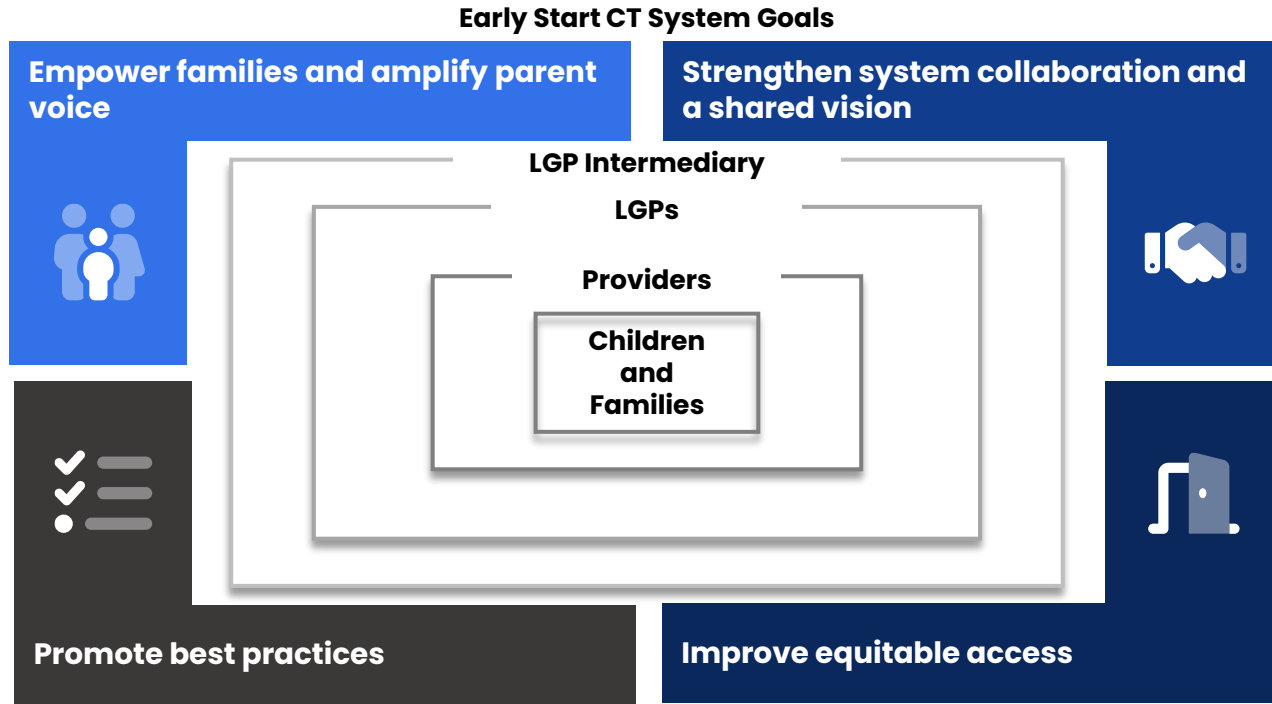 Early Start CT System Goals
Empower families and amplify parent
voice
Strengthen system collaboration and
a shared vision
LGP Intermediary
LGPs
Providers
Children
and
Families
Promote best practices
Improve equitable access